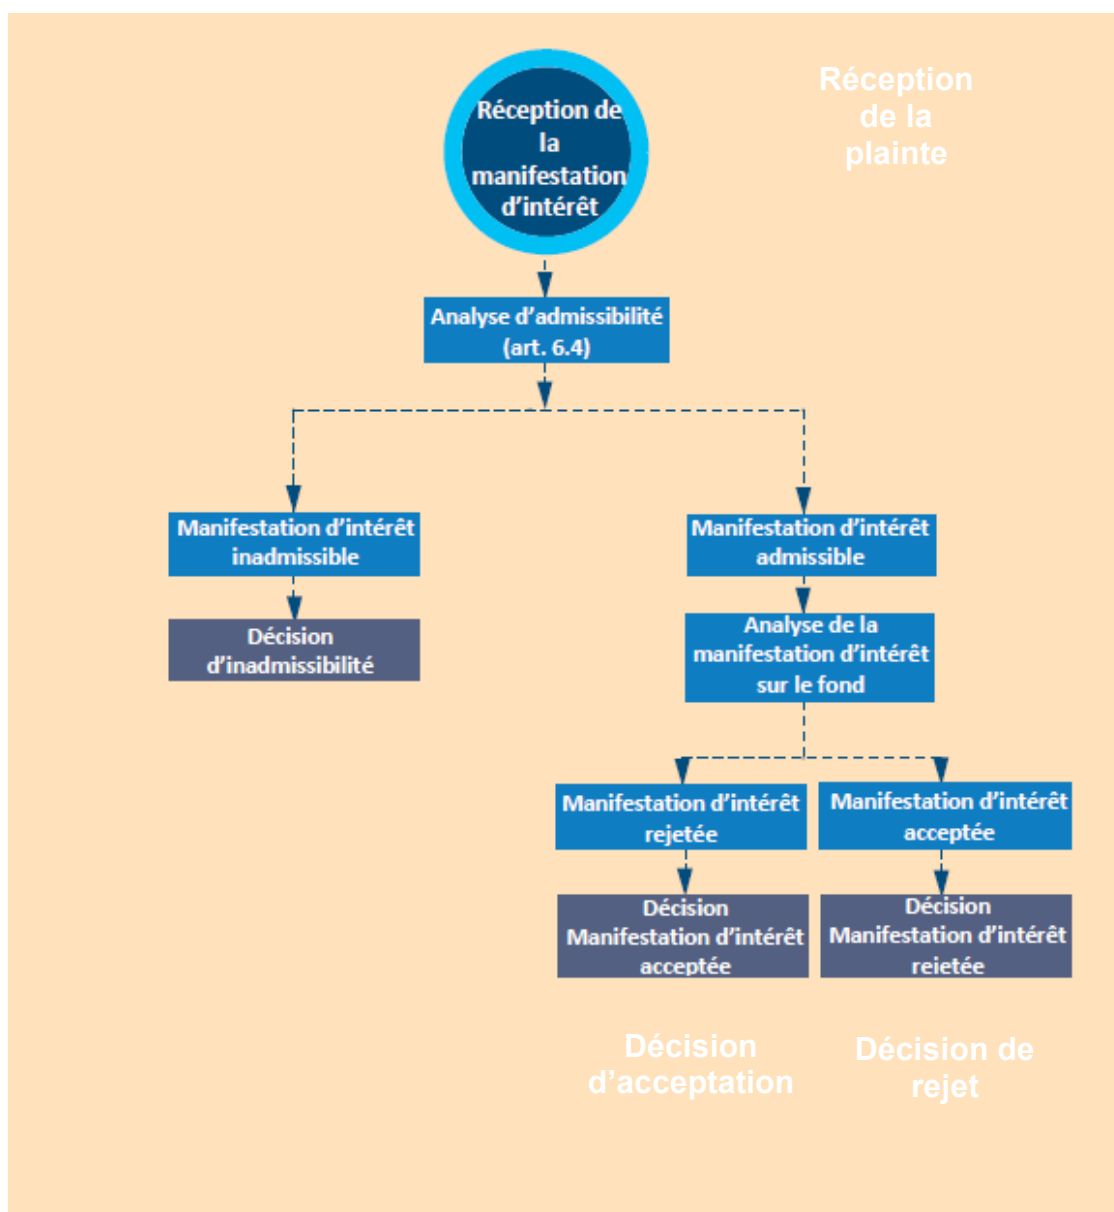 Réception de
la
manifestation
d'intérêt
Réception
de la
plainte
Analyse d'admissibilité
(art. 6.4)
Manifestation d'intérêt
inadmissible
Manifestation d'intérêt
admissible
Décision
d'inadmissibilité
Analyse de la
manifestation d'intérêt
sur le fond
Manifestation d'intérêt
rejetée
Manifestation d'intérêt
acceptée
Décision
Manifestation d'intérêt
acceptée
Décision
Manifestation d'intérêt
rejetée
Décision
d'acceptation
Décision de
rejet